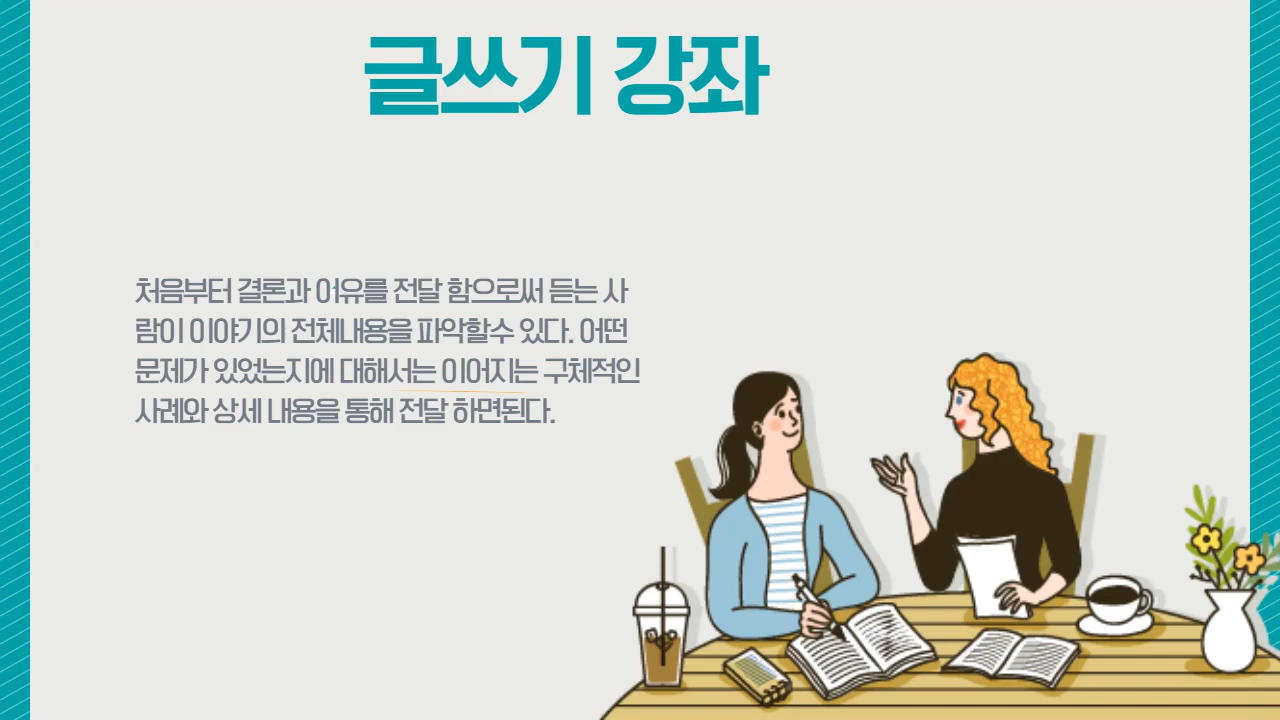 글쓰기 강좌
처음부터 결론과 이유를 전달 함으로써 듣는 사
람이 이야기의 전체내용을 파악할수 있다. 어떤
문제가 있었는지에 대해서는 이어지는 구체적인
사례와 상세 내용을 통해 전달 하면된다.